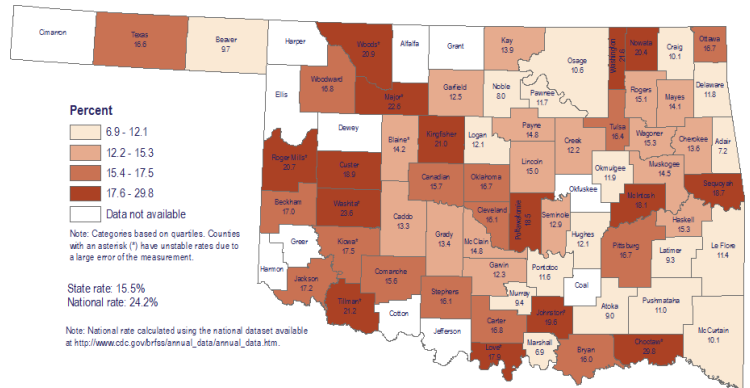 Cimarron
Texas
16.6
Beaver
9.7
Harper
Woods*
20.9
Alfalfa
Grant
Kay
13.9
Osage
10.6
Washington
21.6
Nowata
20.4
Craig
10.1
Ottawa
16.7
Ellis
Woodward
16.8
Major*
22.6
Garfield
12.5
Noble
8.0
Pawnee
11.7
Rogers
15.1
Mayes
14.1
Delaware
11.8
Percent
6.9 - 12.1
12.2 - 15.3
15.4 - 17.5
17.6 - 29.8
Data not available
Note: Categories based on quartiles. Counties
with an asterisk (*) have unstable rates due to
a large error of the measurement.
State rate: 15.5%
National rate: 24.2%
Note: National rate calculated using the national dataset available
at http://www.cdc.gov/brfss/annual_data/annual_data.htm.
Dewey
Blaine*
14.2
Kingfisher
21.0
Logan
12.1
Payne
14.8
Creek
12.2
Tulsa
16.4
Wagoner
15.3
Cherokee
13.6
Adair
7.2
Roger Mills*
20.7
Custer
18.8
Canadian
15.7
Oklahoma
16.7
Lincoln
15.0
Okmulgee
11.9
Muskogee
14.5
Okfuskee
McIntosh
18.1
Sequoyah
18.7
Beckham
17.0
Washita*
23.6
Caddo
13.3
Grady
13.4
Cleveland
16.1
McClain
14.8
Pottawatomie
18.5
Seminole
12.9
Hughes
12.1
Pittsburg
16.7
Haskell
15.3
Latimer
9.3
Le Flore
11.4
Greer
Kiowa*
17.5
Harmon
Jackson
17.2
Comanche
15.6
Stephens
16.1
Garvin
12.3
Pontotoc
11.6
Coal
Murray
9.4
Atoka
9.0
Pushmataha
11.0
McCurtain
10.1
Tillman*
21.2
Cotton
Jefferson
Carter
16.8
Johnston*
19.6
Love*
17.9
Marshall
6.9
Bryan
16.0
Choctaw*
29.8